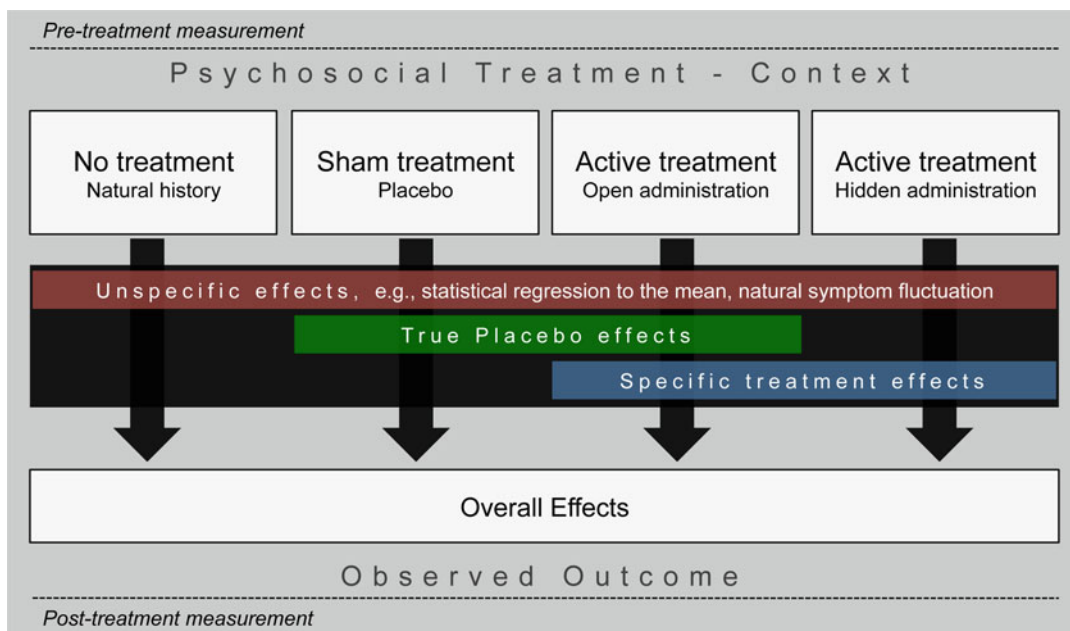 Pre-treatment measurement
Psychosocial Treatment - Context
No treatment
Natural history
Sham treatment
Placebo
Active treatment
Open administration
Active treatment
Hidden administration
Unspecific effects, e.g., statistical regression to the mean, natural symptom fluctuation
True Placebo effects
Specific treatment effects
Overall Effects
Observed Outcome
Post-treatment measurement